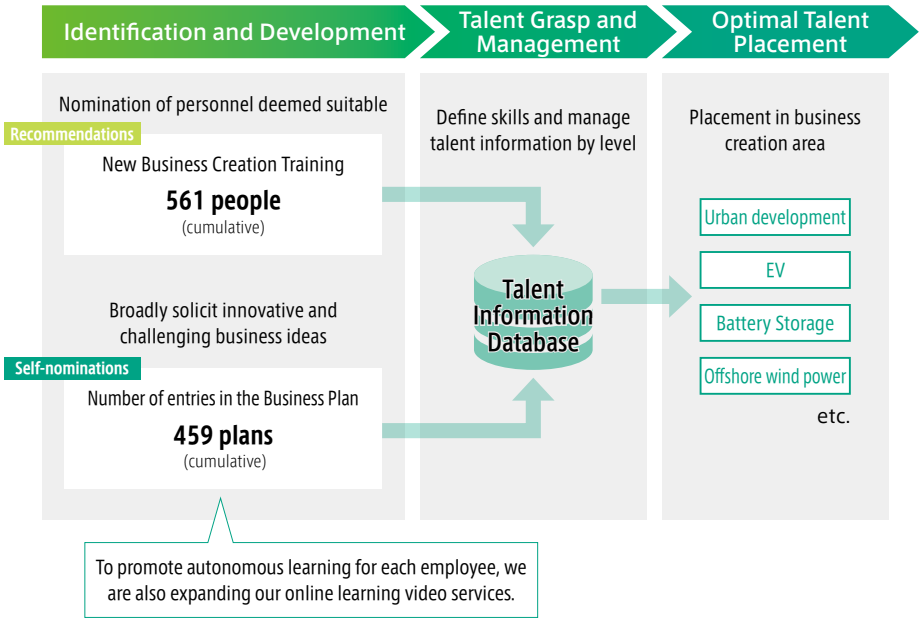 Identification and Development
Talent Grasp and
Management
Optimal Talent
Placement
Nomination of personnel deemed suitable
Recommendations
New Business Creation Training
561 people
(cumulative)
Broadly solicit innovative and
challenging business ideas
Self-nominations
Number of entries in the Business Plan
459 plans
(cumulative)
To promote autonomous learning for each employee, we
are also expanding our online learning video services.
Define skills and manage
talent information by level
Talent
Information
Database
Placement in business
creation area
Urban development
EV
Battery Storage
Offshore wind power
etc.